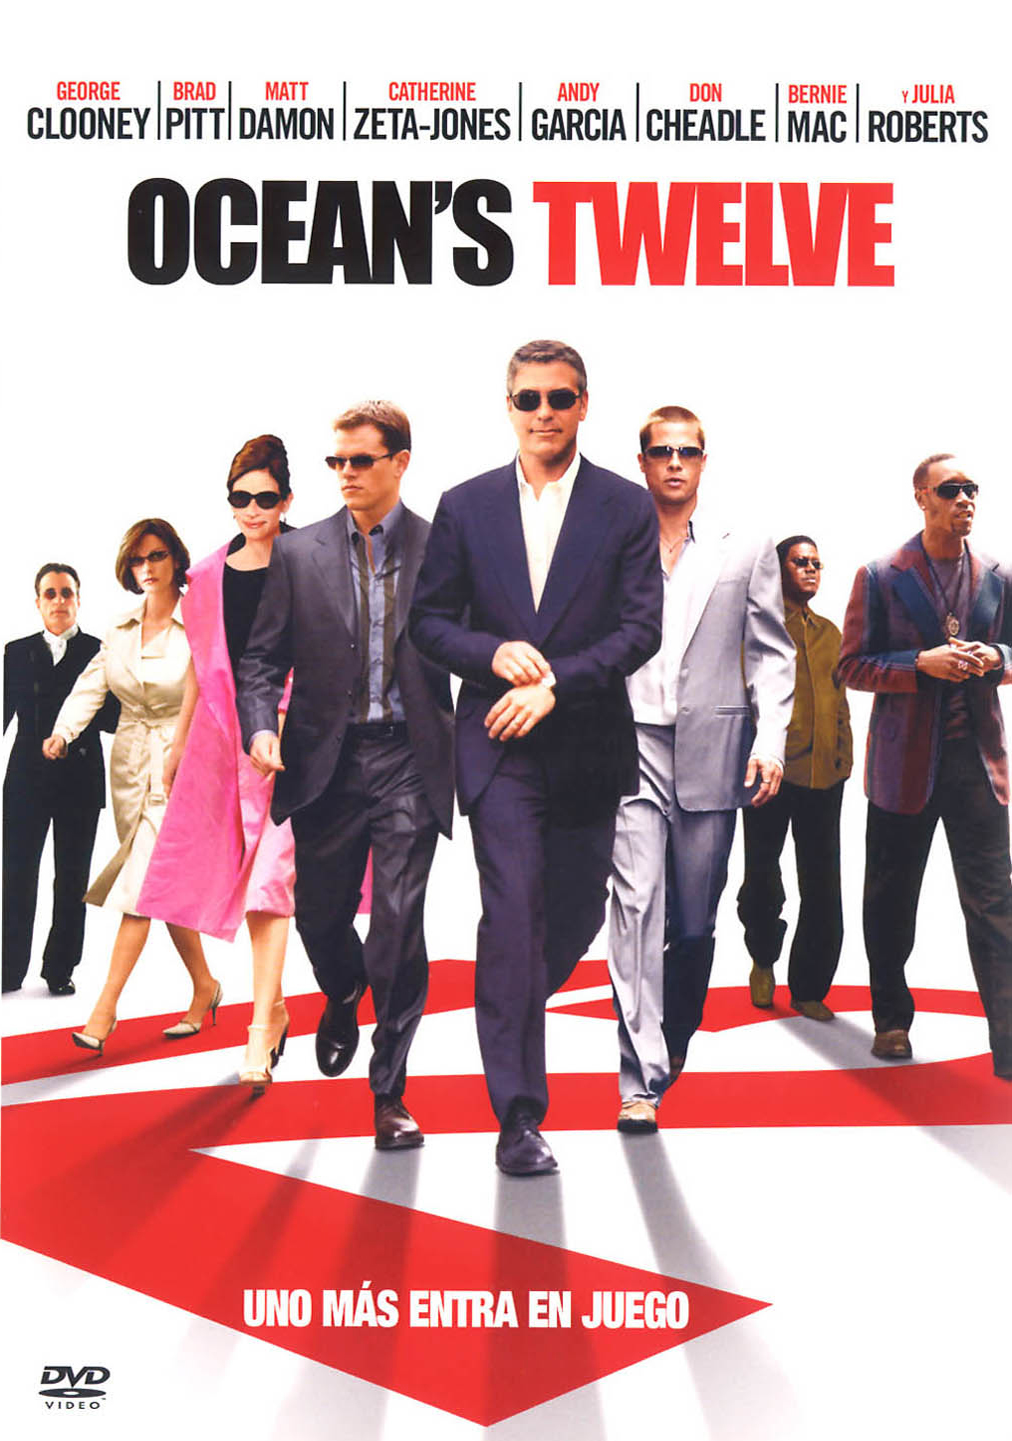 GEORGE CLOONEY | BRAD PITT | MATT DAMON | CATHERINE ZETA-JONES | ANDY GARCIA | DON CHEADLE | BERNIE MAC | Y JULIA ROBERTS
OCEAN'S TWELVE
UNO MÁS ENTRA EN JUEGO
DVD
VIDEO